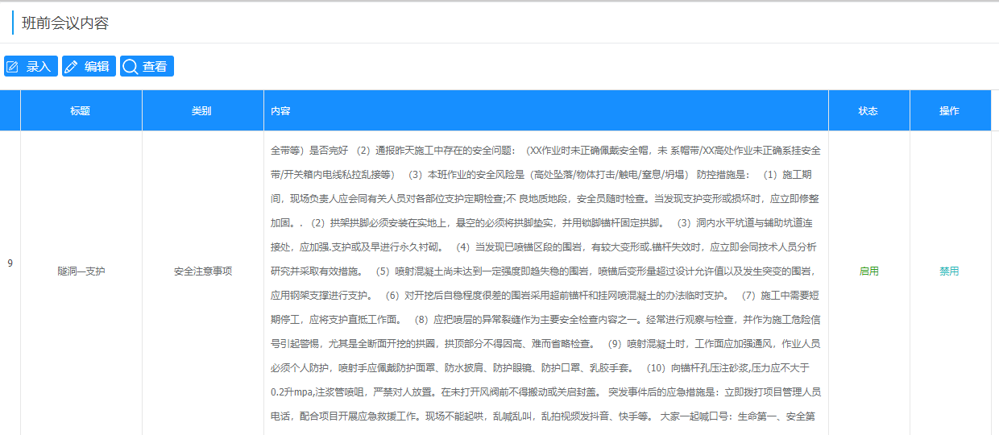 班前会议内容
录入 编辑 查看
标题 类别 内容 状态 操作
全带等）是否完好 （2）通报昨天施工中存在的安全问题：（XX作业时未正确佩戴安全帽，未 系帽带/XX高处作业未正确系挂安全
带/开关箱内电线私拉乱接等） （3）本班作业的安全风险是（高处坠落/物体打击/触电/窒息/坍塌） 防控措施是： （1）施工期
间，现场负责人应会同有关人员对各部位支护定期检查;不 良地质地段，安全员随时检查。当发现支护变形或损坏时，应立即修整
加固。. （2）拱架拱脚必须安装在实地上，悬空的必须将拱脚垫实，并用锁脚锚杆固定拱脚。 （3）洞内水平坑道与辅助坑道连
接处，应加强.支护或及早进行永久衬砌。 （4）当发现已喷锚区段的围岩，有较大变形或.锚杆失效时，应立即会同技术人员分析
9 隧洞—支护 安全注意事项 研究并采取有效措施。 （5）喷射混凝土尚未达到一定强度即趋失稳的围岩，喷锚后变形量超过设计允许值以及发生突变的围岩， 启用 禁用
应用钢架支撑进行支护。 （6）对开挖后自稳程度很差的围岩采用超前锚杆和挂网喷混凝土的办法临时支护。 （7）施工中需要短
期停工，应将支护直抵工作面。 （8）应把喷层的异常裂缝作为主要安全检查内容之一。经常进行观察与检查，并作为施工危险信
号引起警惕，尤其是全断面开挖的拱圈，拱顶部分不得因高、难而省略检查。 （9）喷射混凝土时，工作面应加强通风，作业人员
必须个人防护，喷射手应佩戴防护面罩、防水披肩、防护眼镜、防护口罩、乳胶手套。 （10）向锚杆孔压注砂浆,压力应不大于
0.2升mpa,注浆管喷咀，严禁对人放置。在未打开风阀前不得搬动或关启封盖。 突发事件后的应急措施是：立即拨打项目管理人员
电话，配合项目开展应急救援工作。现场不能起哄，乱喊乱叫，乱拍视频发抖音、快手等。 大家一起喊口号：生命第一、安全第